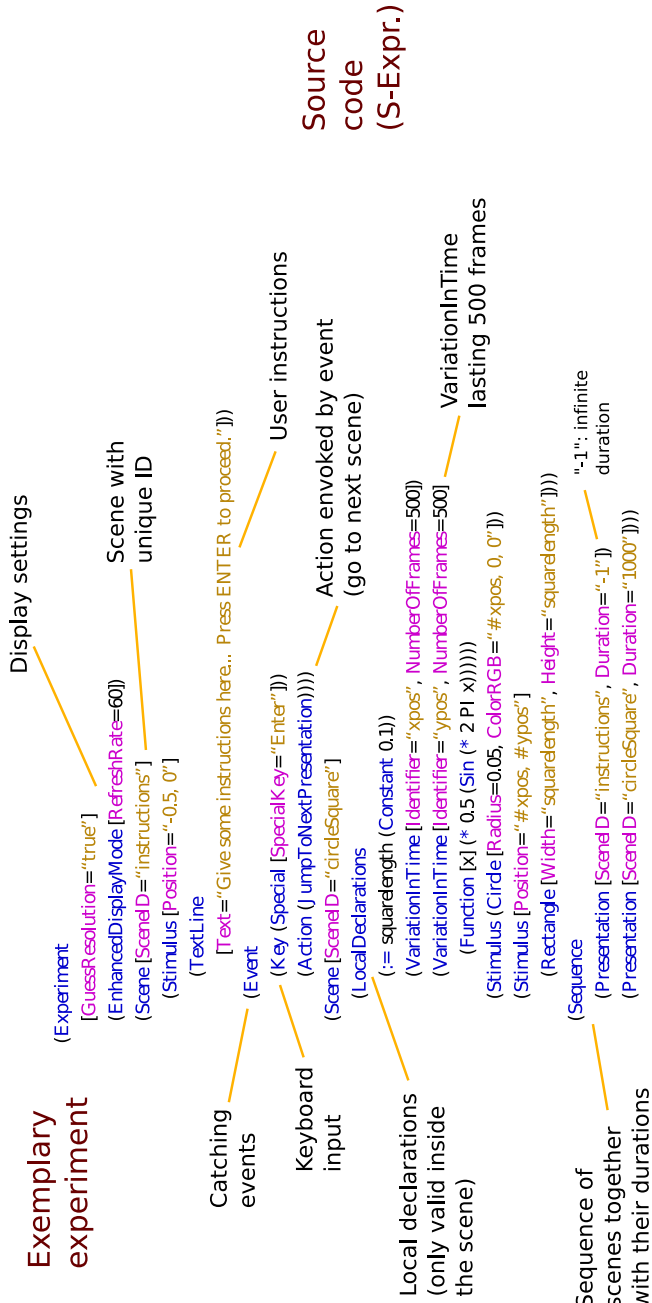 Exemplary
experiment
Source
code
(S-Expr.)
Display settings
Scene with
unique ID
User instructions
Action envoked by event
(go to next scene)
VariationInTime
lasting 500 frames
"-1": infinite
duration
Catching
events
Keyboard
input
Local declarations
(only valid inside
the scene)
Sequence of
scenes together
with their durations
(Experiment
[GuessResolution=“true”]
(EnhancedDisplayMode [RefreshRate=60])
(Scene [SceneID=“instructions”]
(Stimulus [Position=“-0.5, 0”]
(TextLine
[Text=“Give some instructions here... Press ENTER to proceed.”]))
(Event
(Key (Special [SpecialKey=“Enter”]))
(Action (JumpToNextPresentation))))
(Scene [SceneID=“circleSquare”]
(LocalDeclarations
(:= squarelength (Constant 0.1))
(VariationInTime [Identifier=“xpos”, NumberOfFrames=500])
(VariationInTime [Identifier=“ypos”, NumberOfFrames=500]
(Function [x] (* 0.5 (Sin (* 2 PI x))))))
(Stimulus (Circle [Radius=0.05, ColorRGB=“#xpos, 0, 0”]))
(Stimulus [Position=“#xpos, #ypos”]
(Rectangle [Width=“squarelength”, Height=“squarelength”])))
(Sequence
(Presentation [SceneID=“instructions”, Duration=“-1”])
(Presentation [SceneID=“circleSquare”, Duration=“1000”])))